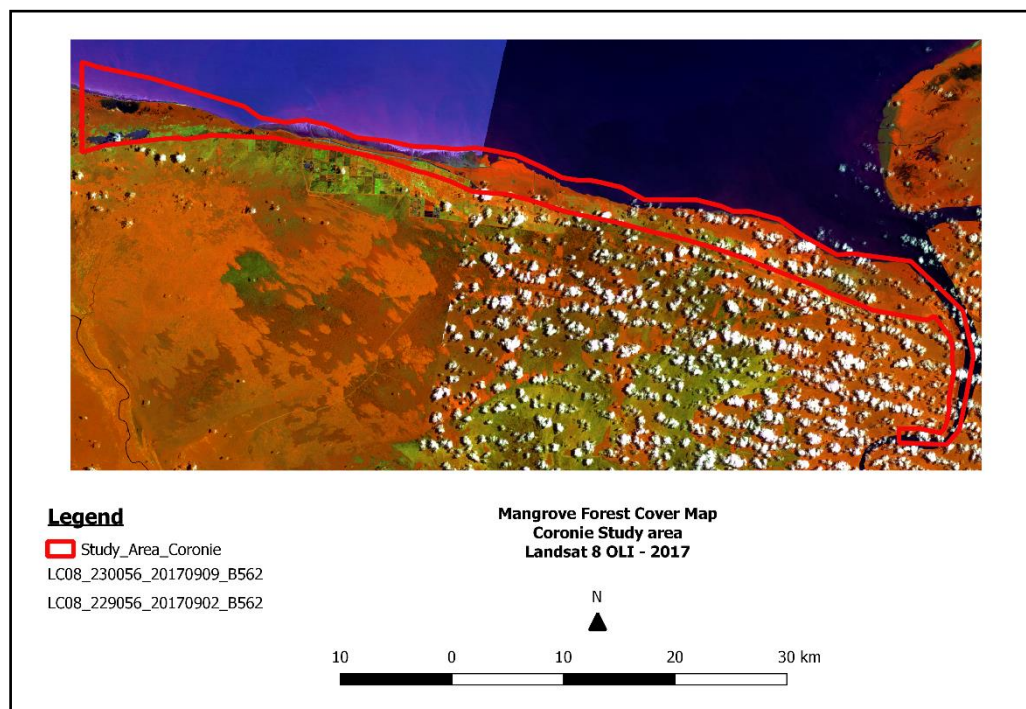 Legend
Study_Area_Coronie
LC08_230056_20170909_B562
LC08_229056_20170902_B562
Mangrove Forest Cover Map
Coronie Study area
Landsat 8 OLI - 2017
N
10 0 10 20 30 km